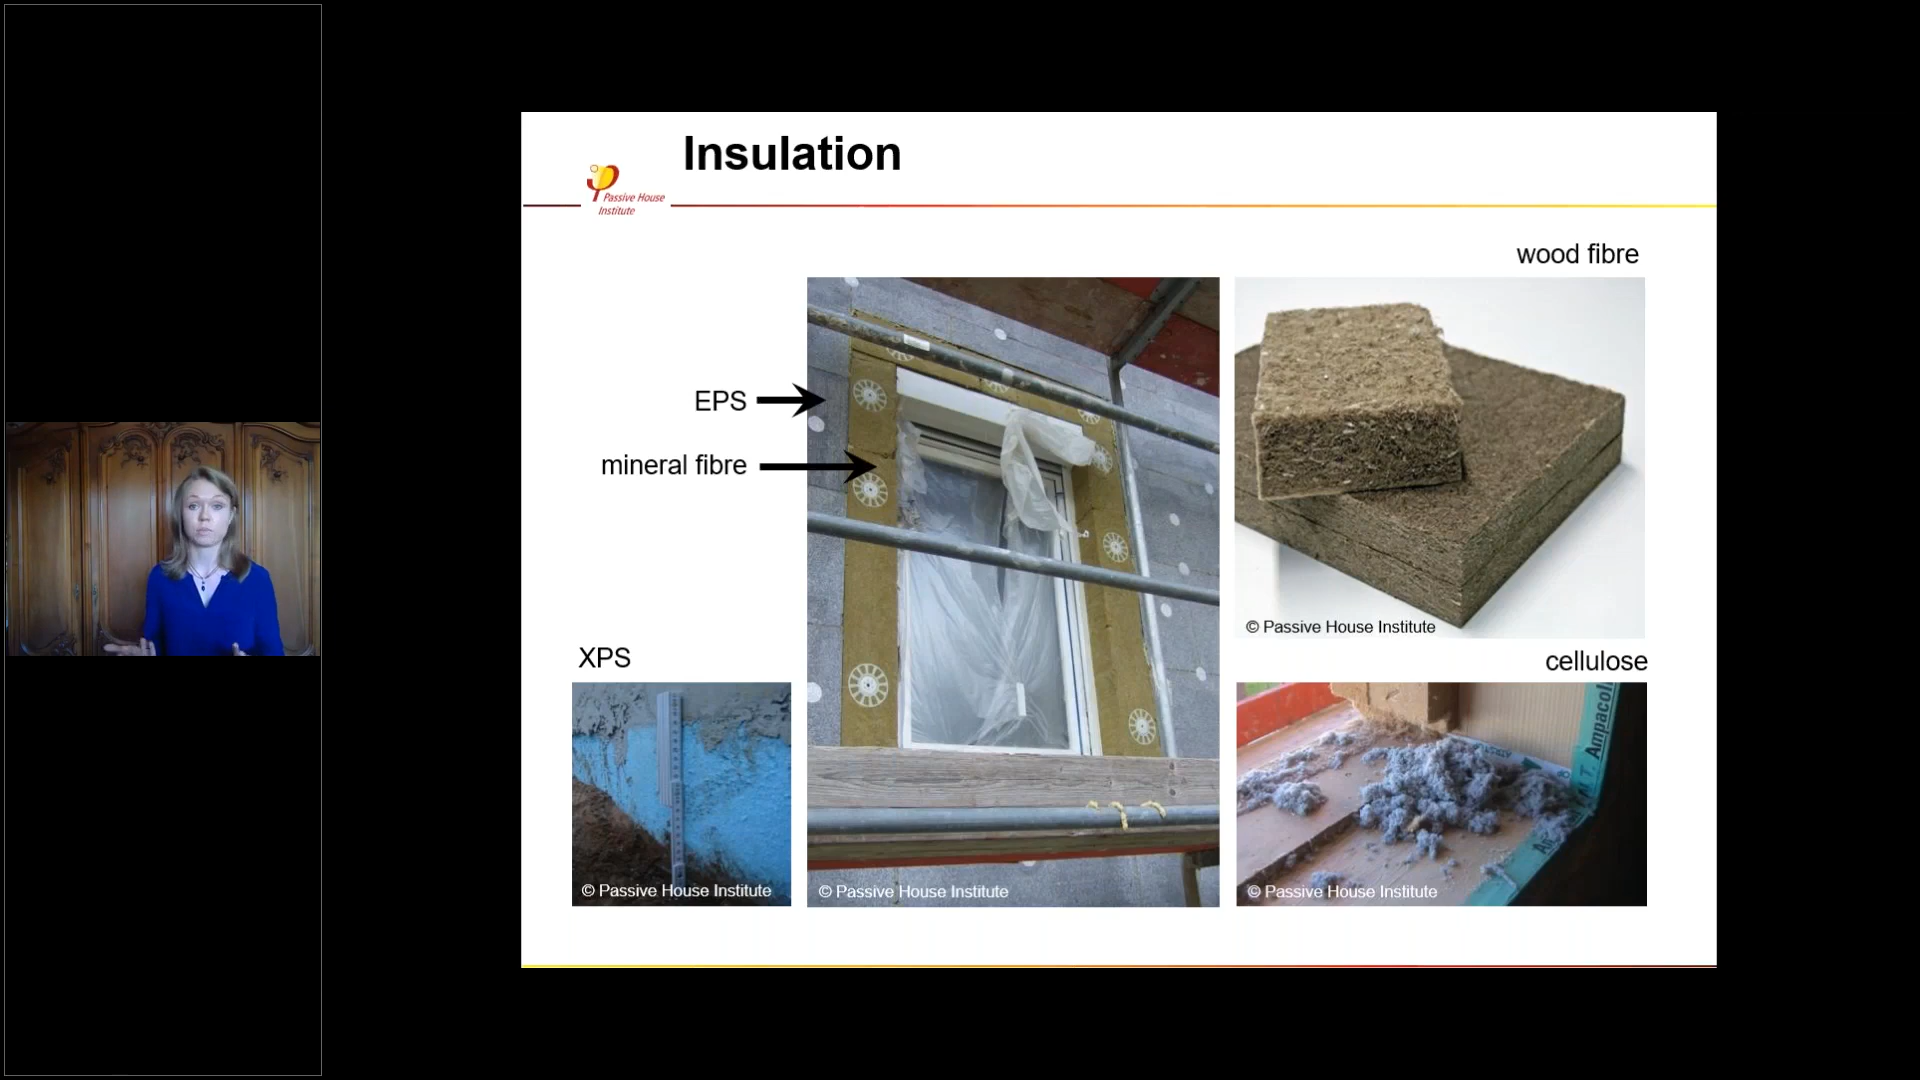 Insulation
Passive House
Institute
wood fibre
EPS
mineral fibre
XPS
cellulose
© Passive House Institute
© Passive House Institute
© Passive House Institute
© Passive House Institute
Ampacoll